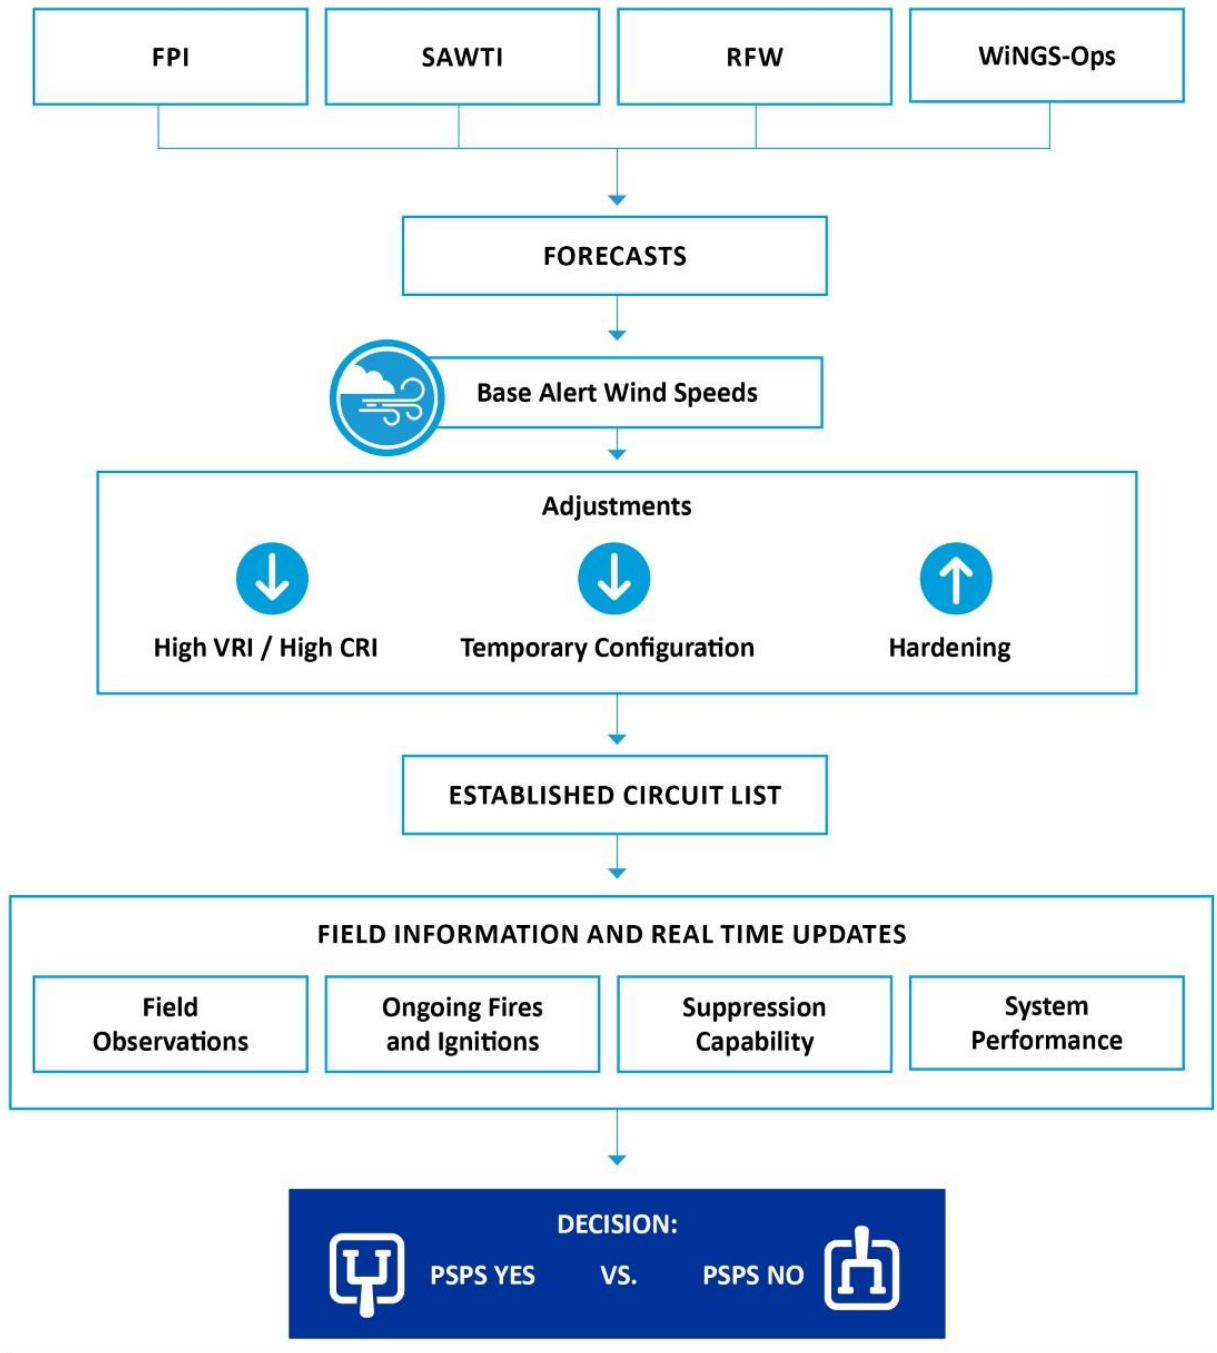 FPI
SAWTI
RFW
WiNGS-Ops
FORECASTS
Base Alert Wind Speeds
Adjustments
High VRI / High CRI
Temporary Configuration
Hardening
ESTABLISHED CIRCUIT LIST
FIELD INFORMATION AND REAL TIME UPDATES
Field
Observations
Ongoing Fires
and Ignitions
Suppression
Capability
System
Performance
DECISION:
PSPS YES VS. PSPS NO